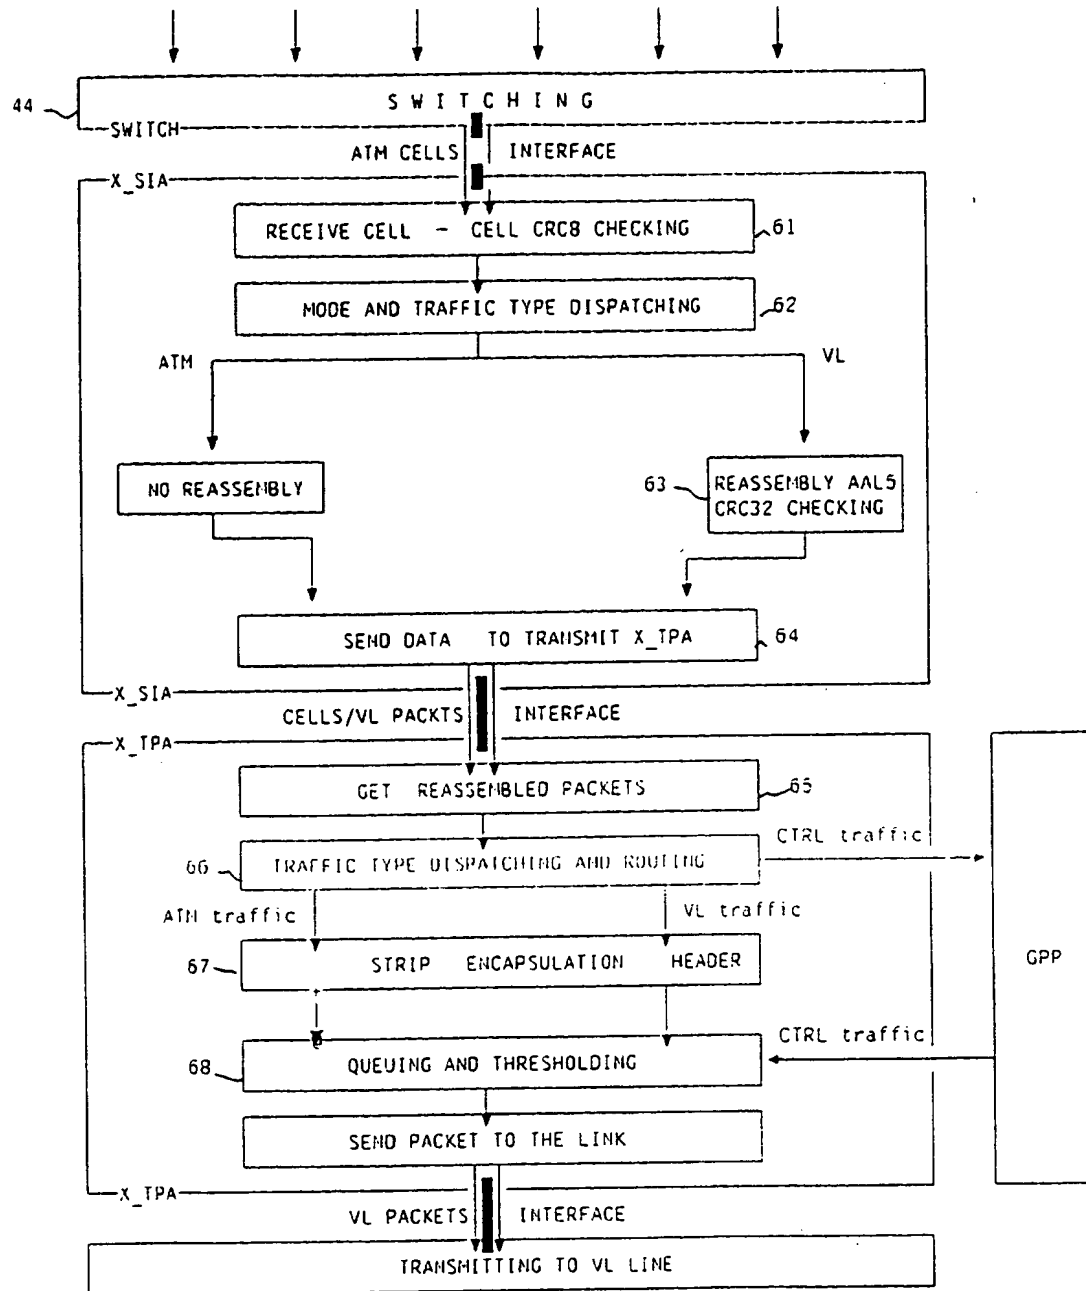 44
SWITCHING
SWITCH
ATM CELLS INTERFACE
X_SIA
RECEIVE CELL - CELL CRC8 CHECKING
61
MODE AND TRAFFIC TYPE DISPATCHING
62
ATM
VL
NO REASSEMBLY
63
REASSEMBLY AAL5
CRC32 CHECKING
SEND DATA TO TRANSMIT X_TPA
64
X_SIA
CELLS/VL PACKTS INTERFACE
X_TPA
GET REASSEMBLED PACKETS
65
CTRL traffic
66
TRAFFIC TYPE DISPATCHING AND ROUTING
ATM traffic
VL traffic
67
STRIP ENCAPSULATION HEADER
GPP
CTRL traffic
68
QUEUING AND THRESHOLDING
SEND PACKET TO THE LINK
X_TPA
VL PACKETS INTERFACE
TRANSMITTING TO VL LINE